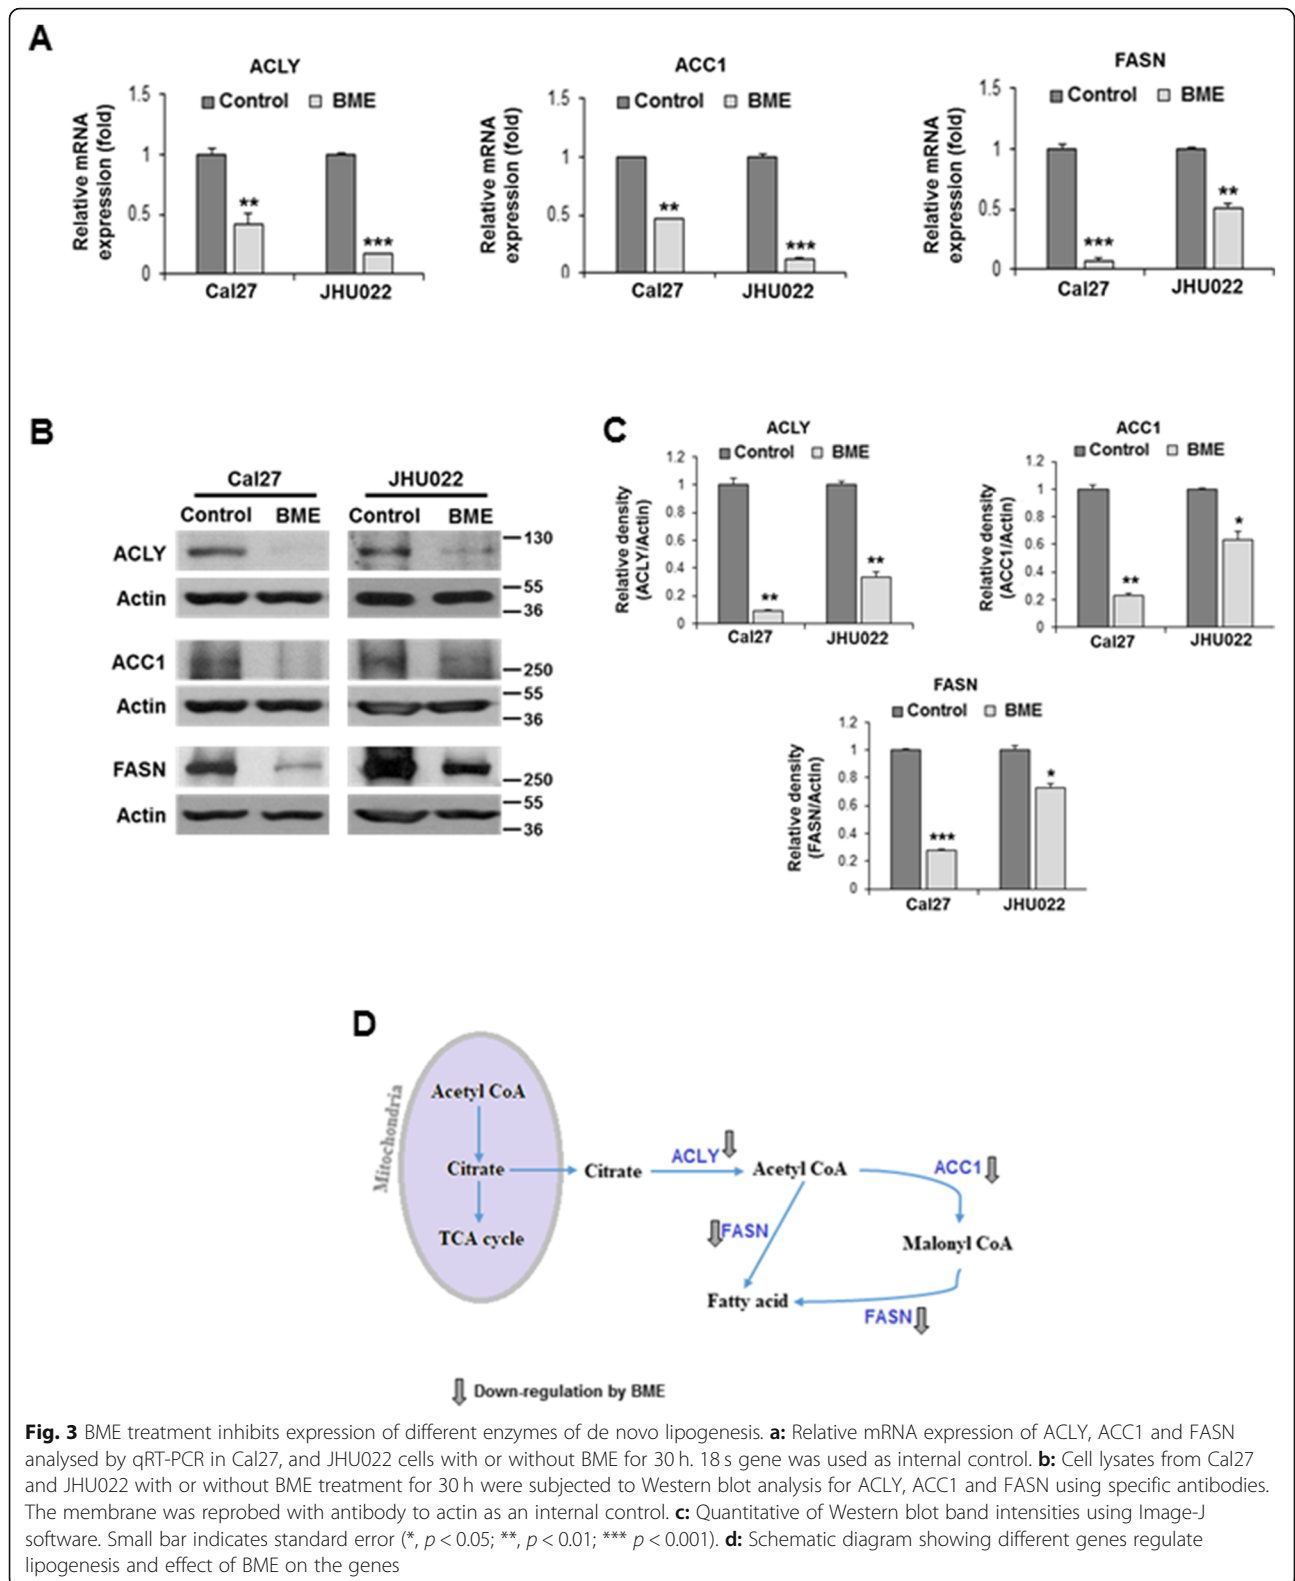 A
ACLY
Control BME
Relative mRNA
expression (fold)
1.5
1
0.5
0
** ***
Cal27 JHU022
ACC1
Control BME
Relative mRNA
expression (fold)
1.5
1
0.5
0
** ***
Cal27 JHU022
FASN
Control BME
Relative mRNA
expression (fold)
1.5
1
0.5
0
*** **
Cal27 JHU022
B
Cal27 JHU022
Control BME Control BME
ACLY 130
Actin 55
36
ACC1 250
Actin 55
36
FASN 250
Actin 55
36
C
ACLY
Control BME
Relative density
(ACLY/Actin)
1.2
1
0.8
0.6
0.4
0.2
0
** **
Cal27 JHU022
ACC1
Control BME
Relative density
(ACC1/Actin)
1.2
1
0.8
0.6
0.4
0.2
0
** *
Cal27 JHU022
FASN
Control BME
Relative density
(FASN/Actin)
1.2
1
0.8
0.6
0.4
0.2
0
*** *
Cal27 JHU022
D
Mitochondria
Acetyl CoA
Citrate
TCA cycle
Citrate
ACLY
Acetyl CoA
ACC1
FASN
Malonyl CoA
Fatty acid
FASN
Down-regulation by BME
Fig. 3 BME treatment inhibits expression of different enzymes of de novo lipogenesis. a: Relative mRNA expression of ACLY, ACC1 and FASN
analysed by qRT-PCR in Cal27, and JHU022 cells with or without BME for 30 h. 18 s gene was used as internal control. b: Cell lysates from Cal27
and JHU022 with or without BME treatment for 30 h were subjected to Western blot analysis for ACLY, ACC1 and FASN using specific antibodies.
The membrane was reprobed with antibody to actin as an internal control. c: Quantitative of Western blot band intensities using Image-J
software. Small bar indicates standard error (*, p < 0.05; **, p < 0.01; *** p < 0.001). d: Schematic diagram showing different genes regulate
lipogenesis and effect of BME on the genes